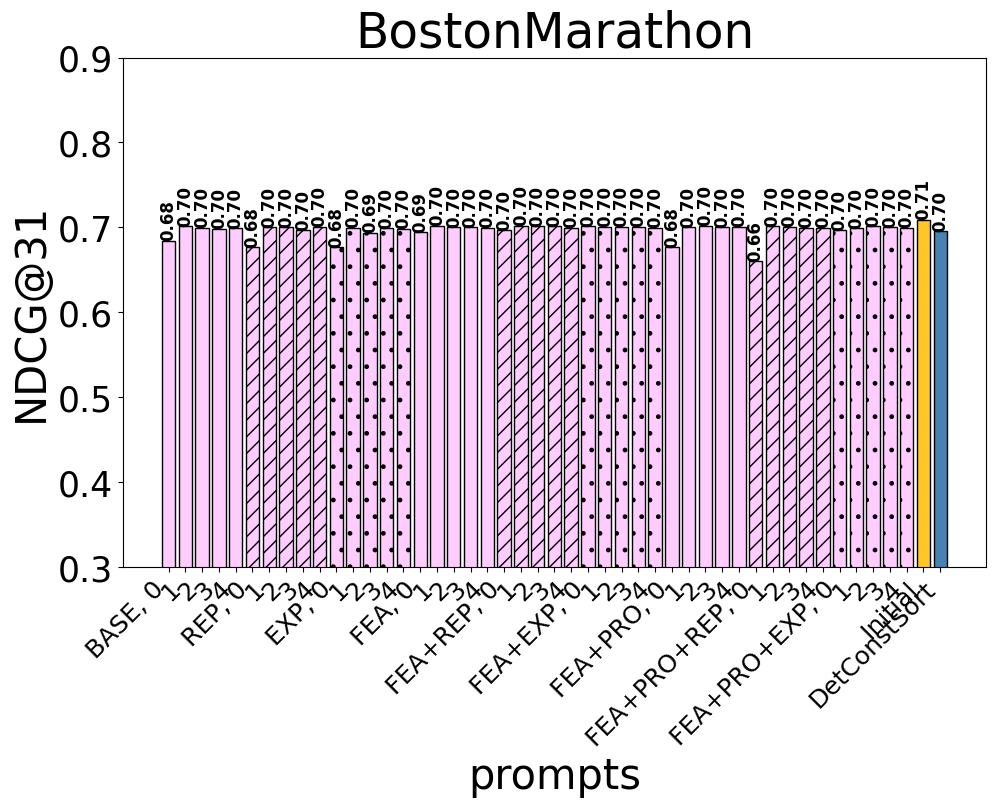 BostonMarathon
NDCG@31
0.9
0.8
0.7
0.6
0.5
0.4
0.3
0.68 0.70 0.70 0.70 0.70 0.68 0.70 0.70 0.70 0.70 0.68 0.70 0.69 0.70 0.70 0.69 0.70 0.70 0.70 0.70 0.70 0.70 0.70 0.70 0.70 0.70 0.70 0.70 0.70 0.70 0.68 0.70 0.70 0.70 0.70 0.66 0.70 0.70 0.70 0.70 0.70 0.70 0.70 0.70 0.70 0.71 0.70
BASE, 0 1 2 3 4 REP, 0 1 2 3 4 EXP, 0 1 2 3 4 FEA, 0 1 2 3 4 FEA+REP, 0 1 2 3 4 FEA+EXP, 0 1 2 3 4 FEA+PRO, 0 1 2 3 4 FEA+PRO+REP, 0 1 2 3 4 FEA+PRO+EXP, 0 1 2 3 4 Initial DetConstSort
prompts